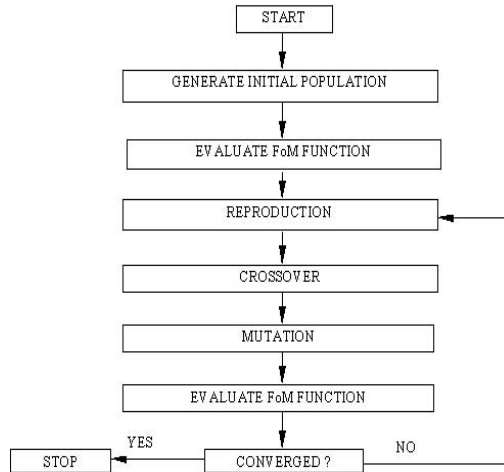 START
GENERATE INITIAL POPULATION
EVALUATE FoM FUNCTION
REPRODUCTION
CROSSOVER
MUTATION
EVALUATE FoM FUNCTION
YES
NO
STOP
CONVERGED ?